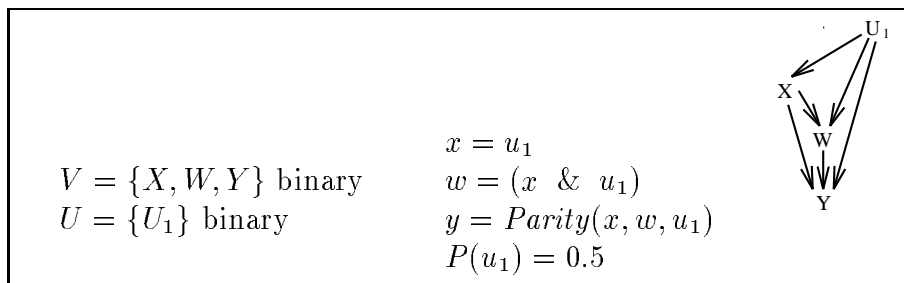 V = {X, W, Y} binary
U = {U₁} binary
x = u₁
w = (x & u₁)
y = Parity(x, w, u₁)
P(u₁) = 0.5
U₁
X
W
Y